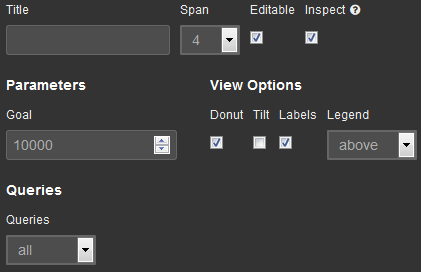 Title Span Editable Inspect ?
4
Parameters View Options
Goal Donut Tilt Labels Legend
10000 above
Queries
Queries
all